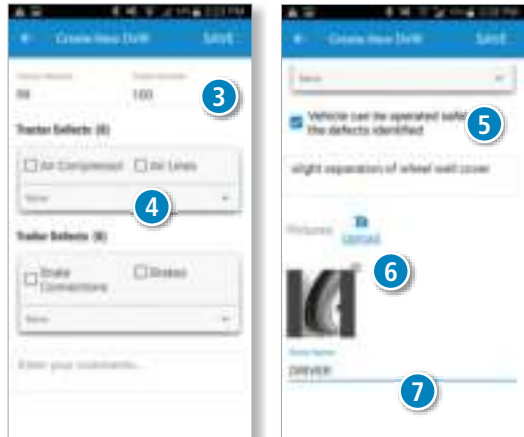 Create New DVIR SAVE
98 100
3
Tractor Defects (0)
Air Compressor Air Lines
None
4
Trailer Defects (0)
Brake Connections Brakes
None
Enter your comments...
Create New DVIR SAVE
None
5
Vehicle can be operated safely
the defects identified
slight separation of wheel well cover
Pictures UPLOAD
6
DRIVER
7